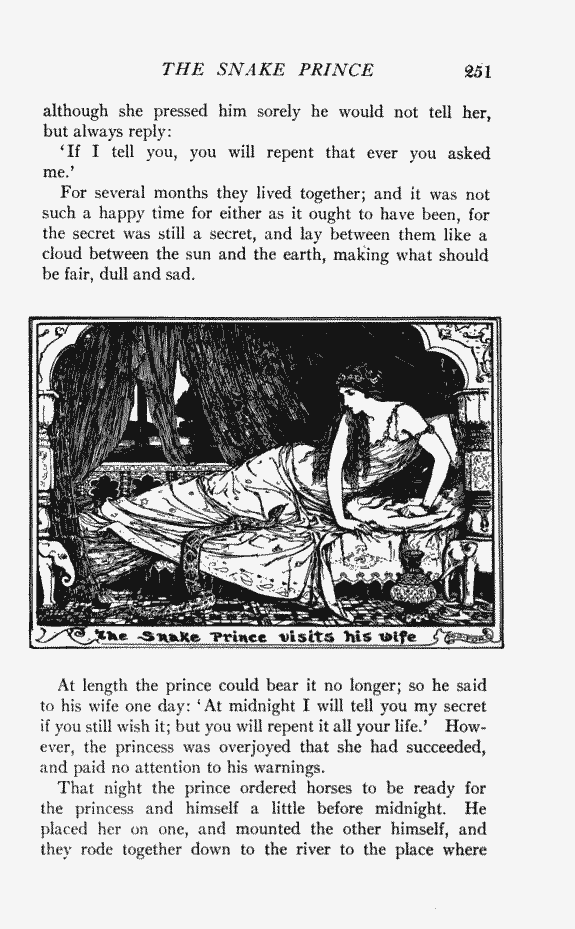 THE SNAKE PRINCE 251
although she pressed him sorely he would not tell her,
but always reply:
‘If I tell you, you will repent that ever you asked
me.’
For several months they lived together; and it was not
such a happy time for either as it ought to have been, for
the secret was still a secret, and lay between them like a
cloud between the sun and the earth, making what should
be fair, dull and sad.
The Snake Prince visits his wife
At length the prince could bear it no longer; so he said
to his wife one day: ‘At midnight I will tell you my secret
if you still wish it; but you will repent it all your life.’ How-
ever, the princess was overjoyed that she had succeeded,
and paid no attention to his warnings.
That night the prince ordered horses to be ready for
the princess and himself a little before midnight. He
placed her on one, and mounted the other himself, and
they rode together down to the river to the place where